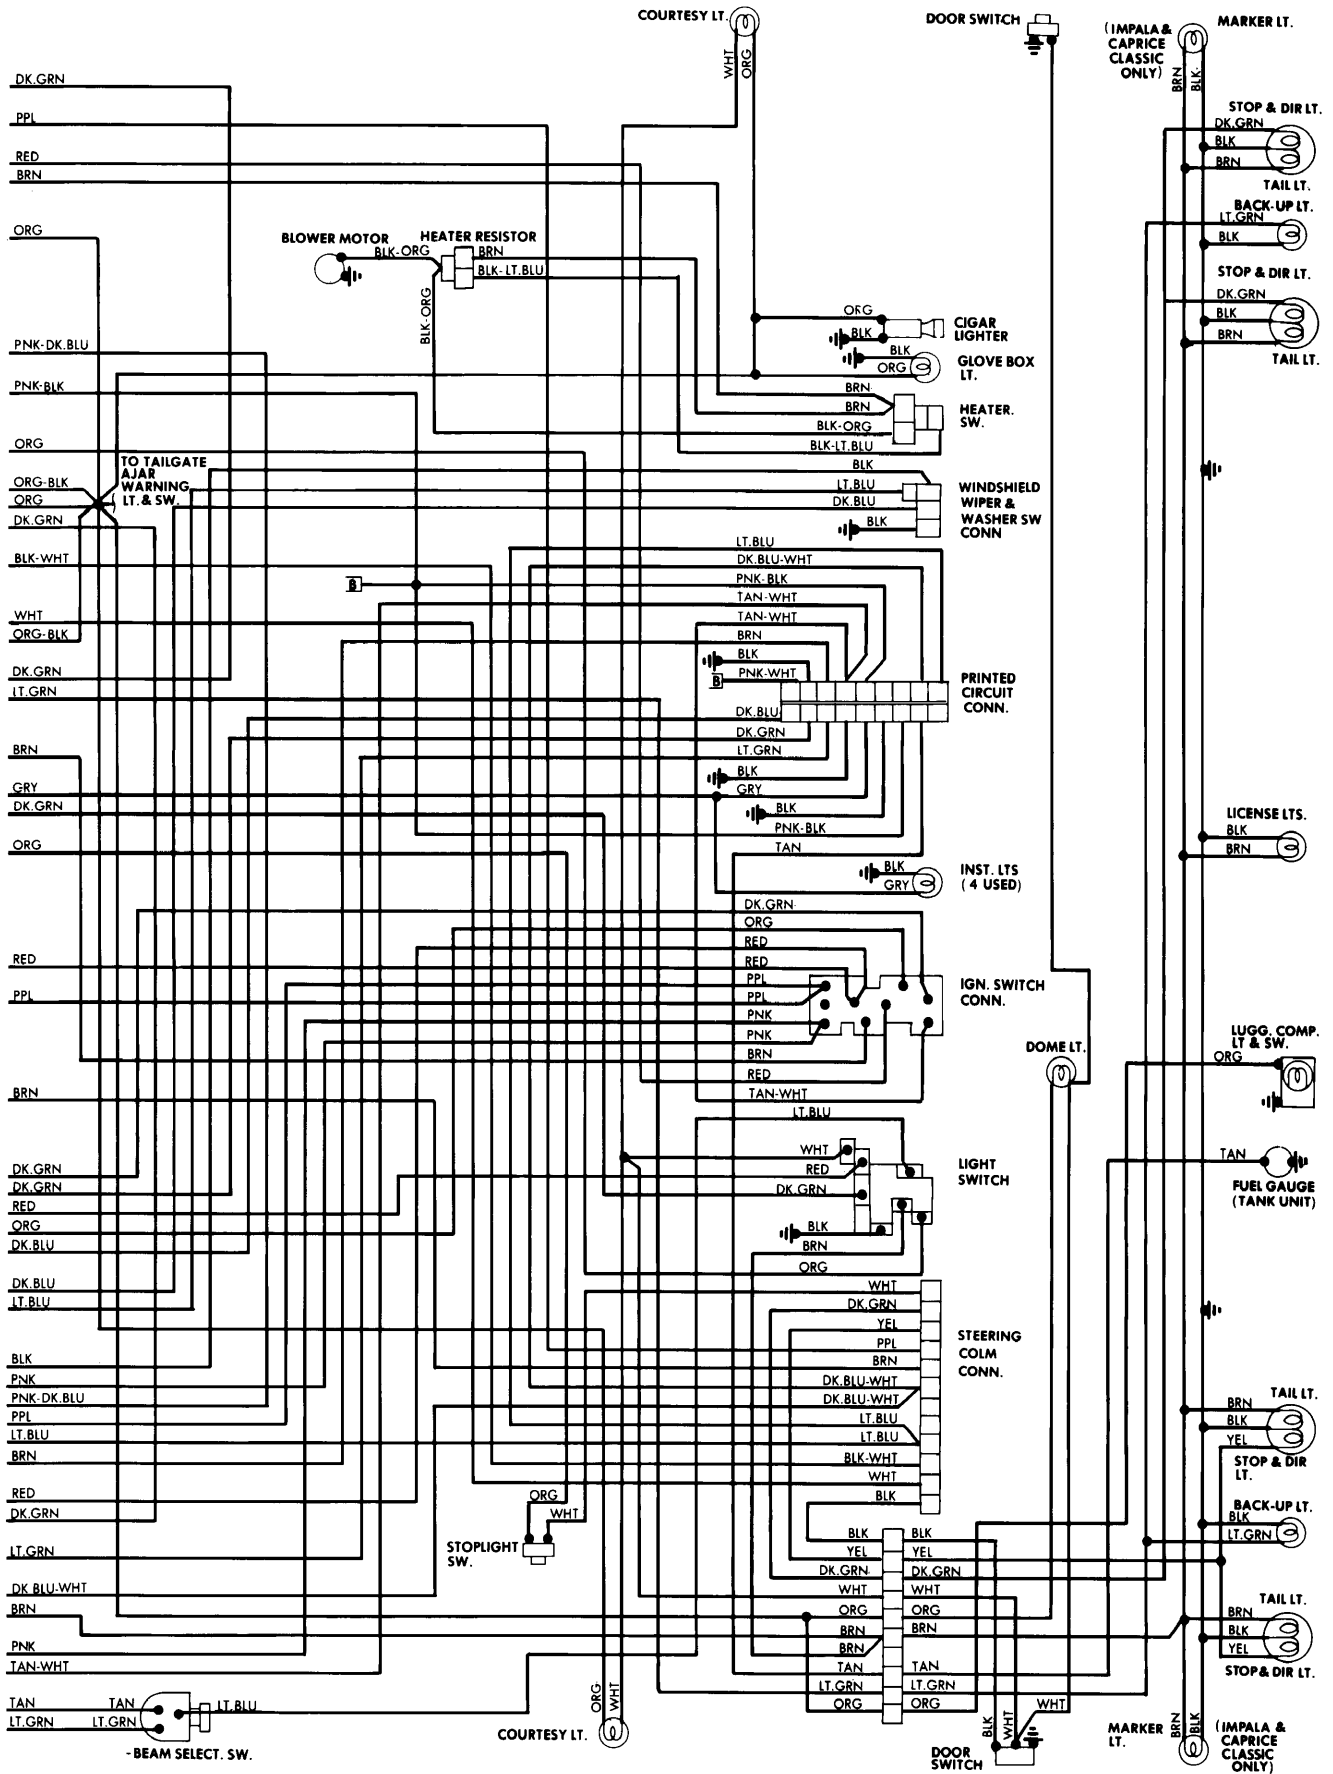 COURTESY LT.
WHT
ORG
DOOR SWITCH
(IMPALA &
CAPRICE
CLASSIC
ONLY)
BRN
BLK
MARKER LT.
DK.GRN
PPL
RED
BRN
ORG
STOP & DIR LT.
DK.GRN
BLK
BRN
TAIL LT.
BACK-UP LT.
LT.GRN
BLK
BLOWER MOTOR
BLK-ORG
HEATER RESISTOR
BRN
BLK-LT.BLU
BLK-ORG
STOP & DIR LT.
DK.GRN
BLK
BRN
TAIL LT.
ORG
BLK
CIGAR
LIGHTER
BLK
ORG
GLOVE BOX
LT.
PNK-DK.BLU
PNK-BLK
BRN
BRN
BLK-ORG
BLK-LT.BLU
HEATER.
SW.
ORG
TO TAILGATE
AJAR
WARNING
LT. & SW.
ORG-BLK
ORG
DK.GRN
BLK
LT.BLU
DK.BLU
BLK
WINDSHIELD
WIPER &
WASHER SW
CONN
BLK-WHT
B
WHT
ORG-BLK
DK.GRN
LT.GRN
LT.BLU
DK.BLU-WHT
PNK-BLK
TAN-WHT
TAN-WHT
BRN
BLK
B
PNK-WHT
PRINTED
CIRCUIT
CONN.
DK.BLU
DK.GRN
LT.GRN
BLK
GRY
BLK
PNK-BLK
TAN
BRN
GRY
DK.GRN
ORG
LICENSE LTS.
BLK
BRN
BLK
GRY
INST. LTS
(4 USED)
DK.GRN
ORG
RED
RED
PPL
PPL
PNK
PNK
BRN
RED
TAN-WHT
IGN. SWITCH
CONN.
RED
PPL
DOME LT.
LUGG. COMP.
LT & SW.
ORG
BRN
LT.BLU
WHT
RED
DK.GRN
BLK
BRN
ORG
LIGHT
SWITCH
TAN
FUEL GAUGE
(TANK UNIT)
DK.GRN
DK.GRN
RED
ORG
DK.BLU
DK.BLU
LT.BLU
WHT
DK.GRN
YEL
PPL
BRN
DK.BLU-WHT
DK.BLU-WHT
LT.BLU
LT.BLU
BLK-WHT
WHT
BLK
STEERING
COLM
CONN.
BLK
PNK
PNK-DK.BLU
PPL
LT.BLU
BRN
RED
DK.GRN
LT.GRN
DK BLU-WHT
BRN
PNK
TAN-WHT
TAIL LT.
BRN
BLK
YEL
STOP & DIR
LT.
BACK-UP LT.
BLK
LT.GRN
ORG
WHT
STOPLIGHT
SW.
BLK BLK
YEL YEL
DK.GRN DK.GRN
WHT WHT
ORG ORG
BRN BRN
BRN
TAN TAN
LT.GRN LT.GRN
ORG ORG
TAIL LT.
BRN
BLK
YEL
STOP & DIR LT.
TAN TAN
LT.GRN LT.GRN
LT.BLU
- BEAM SELECT. SW.
ORG
WHT
COURTESY LT.
BLK
WHT
WHT
DOOR
SWITCH
MARKER
LT.
BRN
BLK
(IMPALA &
CAPRICE
CLASSIC
ONLY)